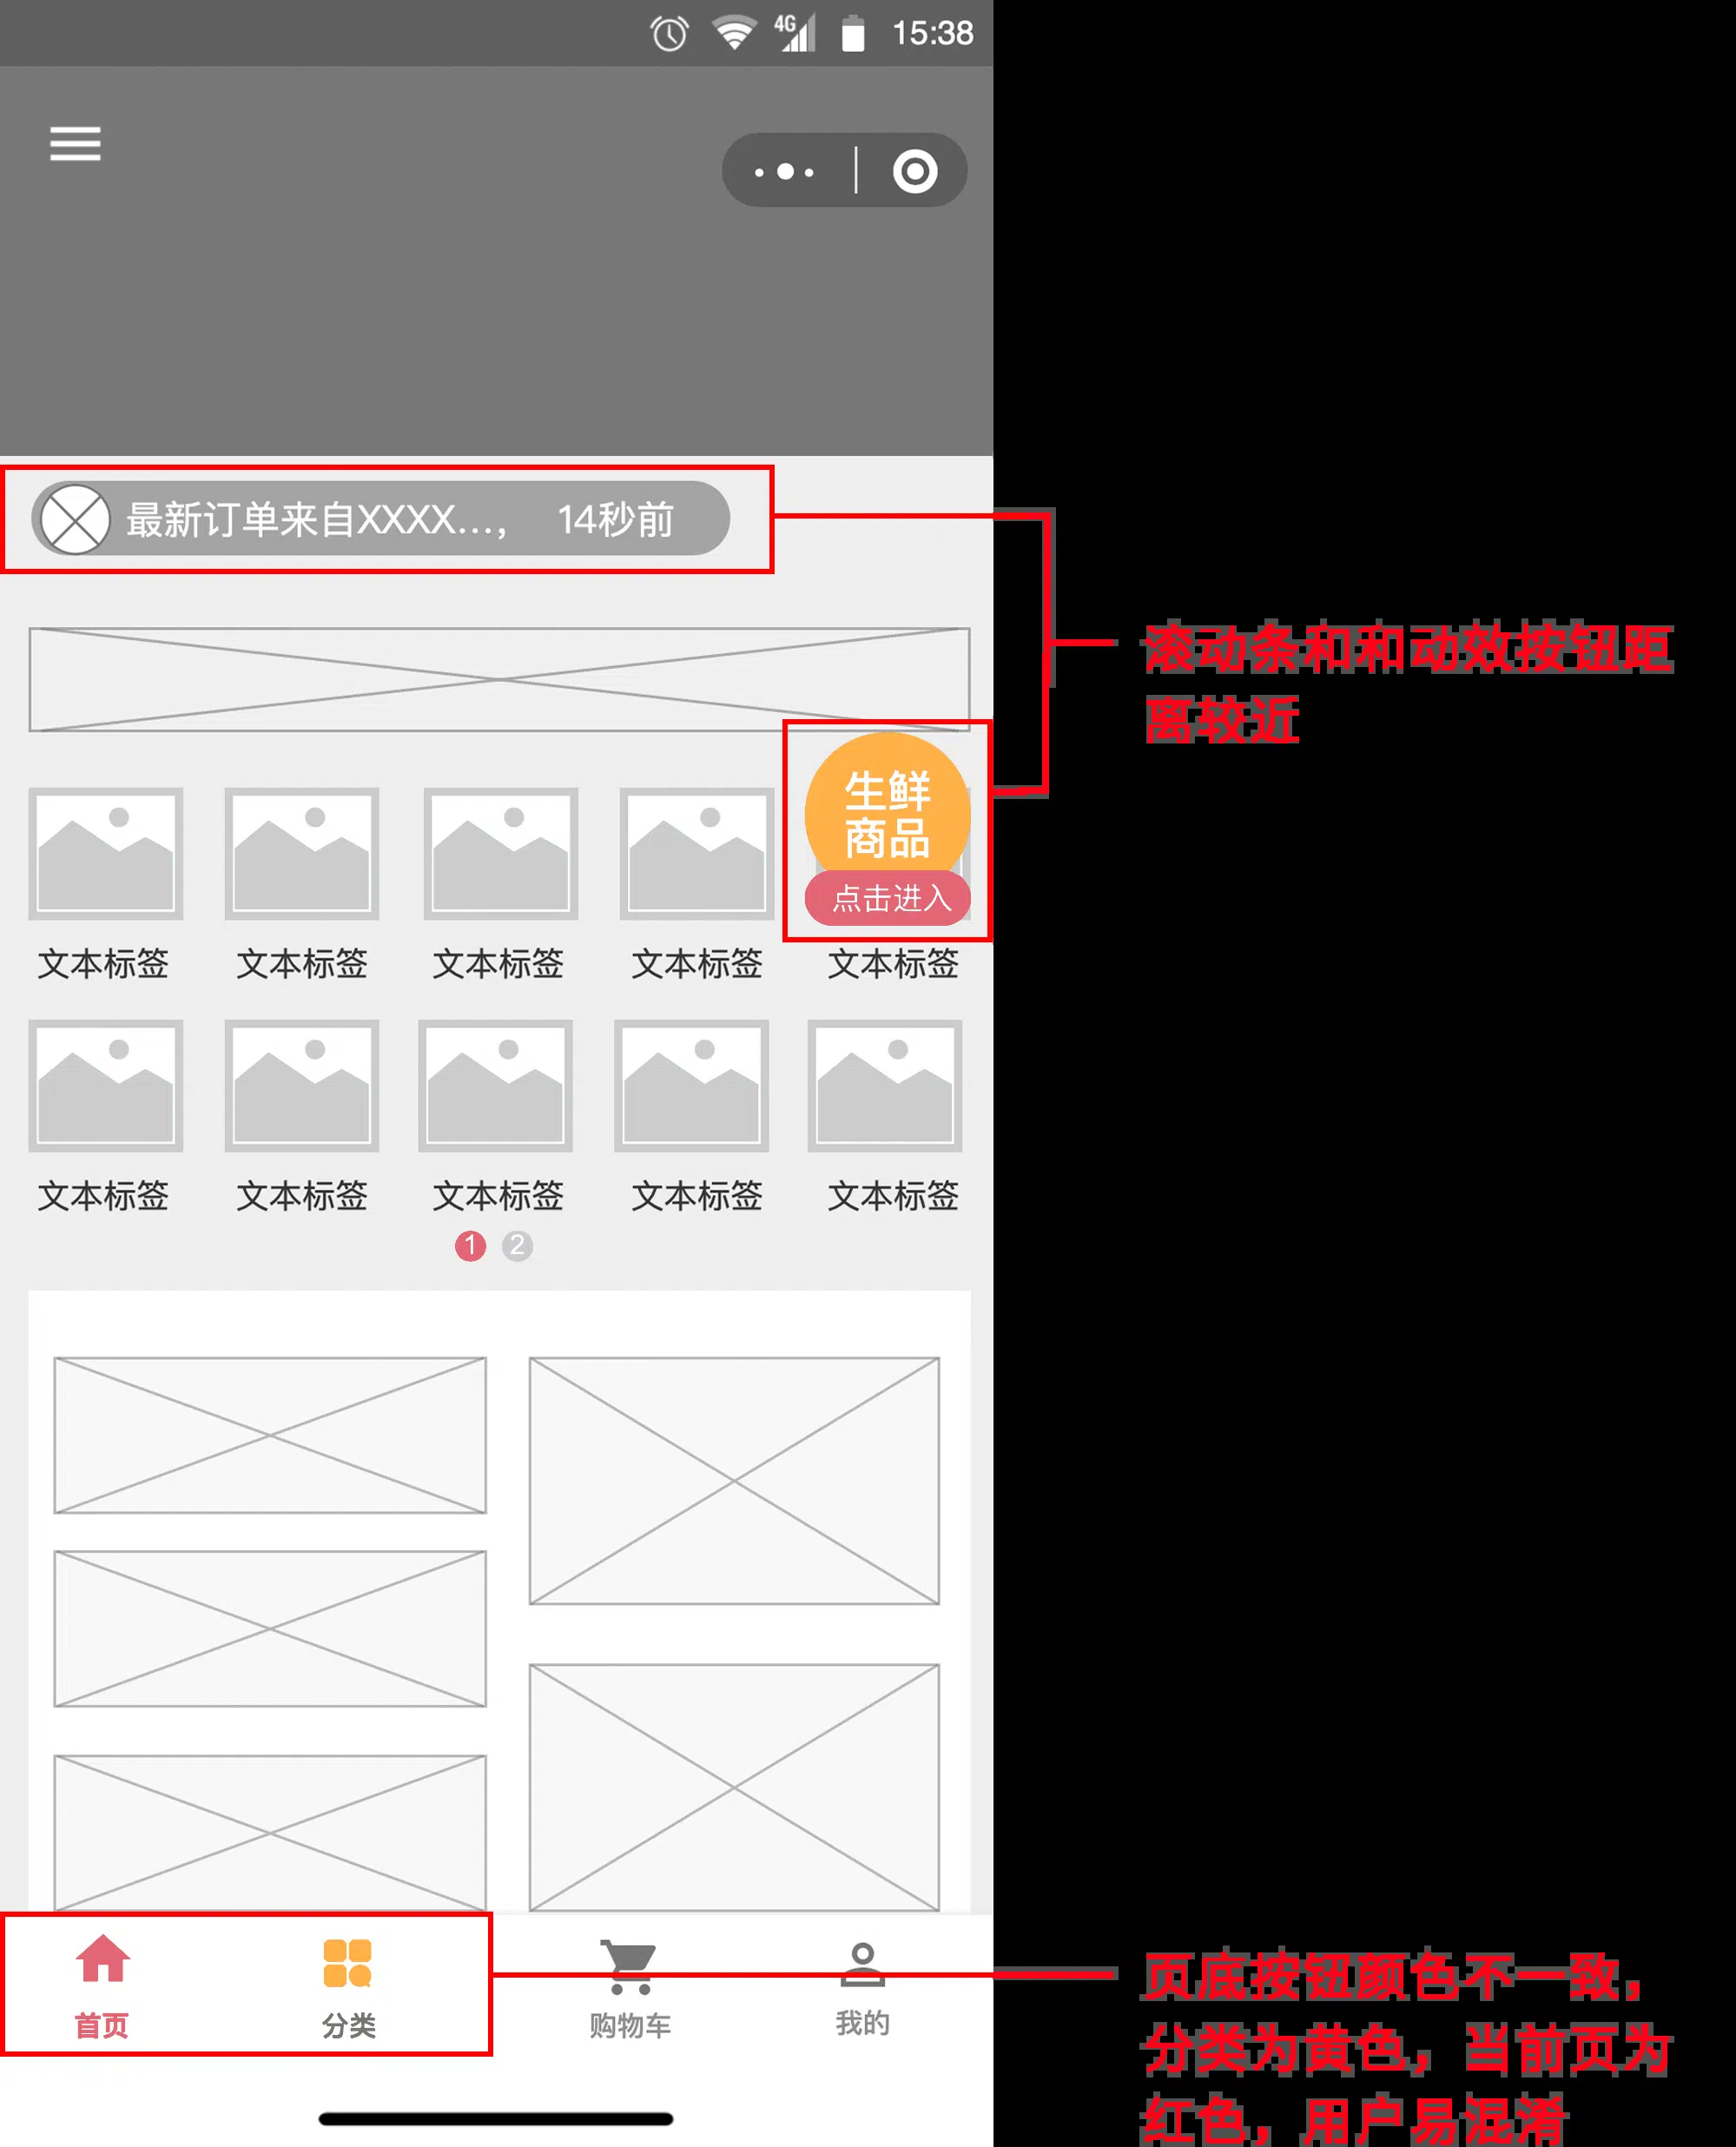 4G 15:38
最新订单来自XXXX...， 14秒前
滚动条和和动效按钮距
离较近
生鲜
商品
点击进入
文本标签 文本标签 文本标签 文本标签 文本标签
文本标签 文本标签 文本标签 文本标签 文本标签
1 2
首页 分类 购物车 我的
页底按钮颜色不一致，
分类为黄色，当前页为
红色，用户易混淆